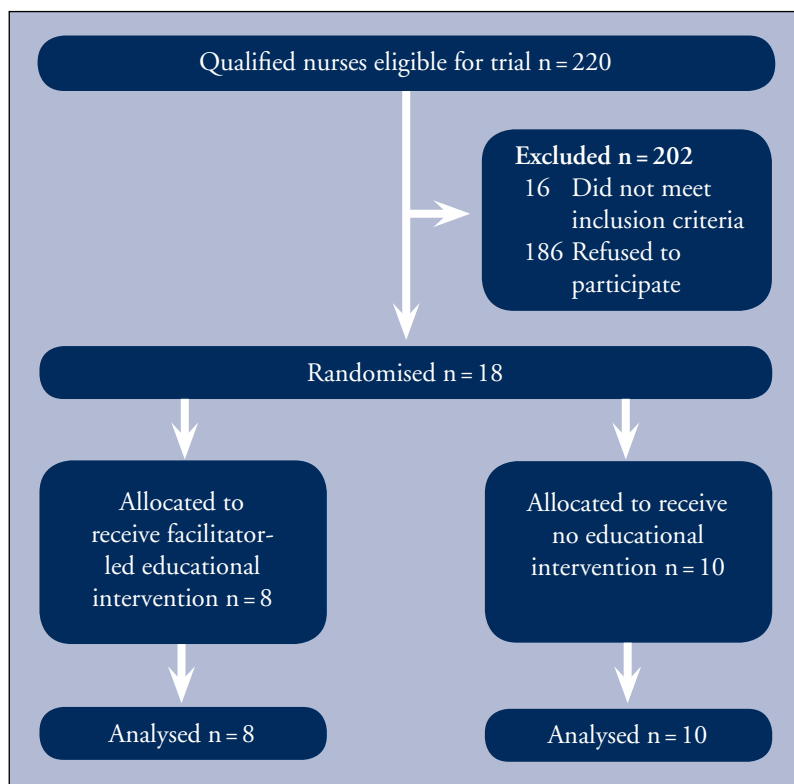 Qualified nurses eligible for trial n = 220
Excluded n = 202
16 Did not meet
inclusion criteria
186 Refused to
participate
Randomised n = 18
Allocated to
receive facilitator-
led educational
intervention n = 8
Allocated to receive
no educational
intervention n = 10
Analysed n = 8
Analysed n = 10